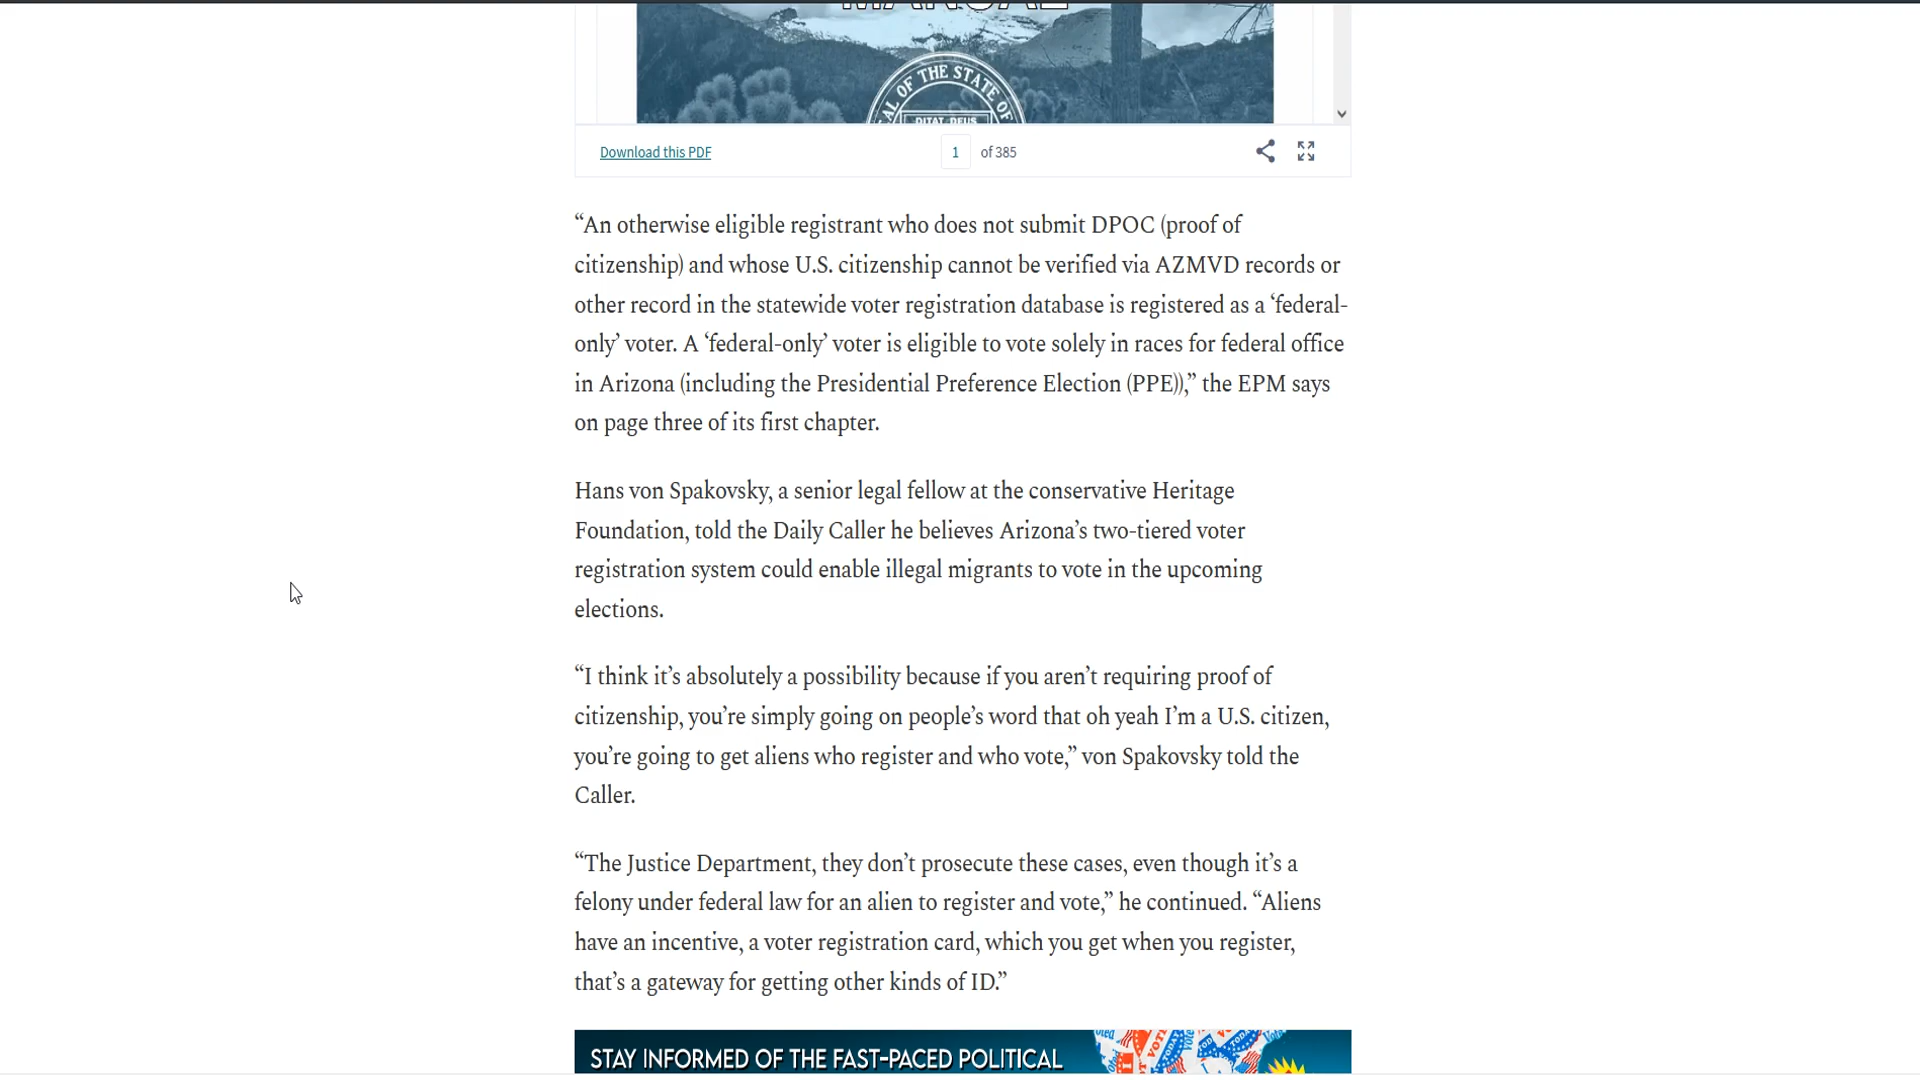 MANUAL
OF THE STATE OF
DITAT DEUS
Download this PDF
1 of 385
“An otherwise eligible registrant who does not submit DPOC (proof of
citizenship) and whose U.S. citizenship cannot be verified via AZMVD records or
other record in the statewide voter registration database is registered as a ‘federal-
only’ voter. A ‘federal-only’ voter is eligible to vote solely in races for federal office
in Arizona (including the Presidential Preference Election (PPE)),” the EPM says
on page three of its first chapter.
Hans von Spakovsky, a senior legal fellow at the conservative Heritage
Foundation, told the Daily Caller he believes Arizona’s two-tiered voter
registration system could enable illegal migrants to vote in the upcoming
elections.
“I think it’s absolutely a possibility because if you aren’t requiring proof of
citizenship, you’re simply going on people’s word that oh yeah I’m a U.S. citizen,
you’re going to get aliens who register and who vote,” von Spakovsky told the
Caller.
“The Justice Department, they don’t prosecute these cases, even though it’s a
felony under federal law for an alien to register and vote,” he continued. “Aliens
have an incentive, a voter registration card, which you get when you register,
that’s a gateway for getting other kinds of ID.”
STAY INFORMED OF THE FAST-PACED POLITICAL